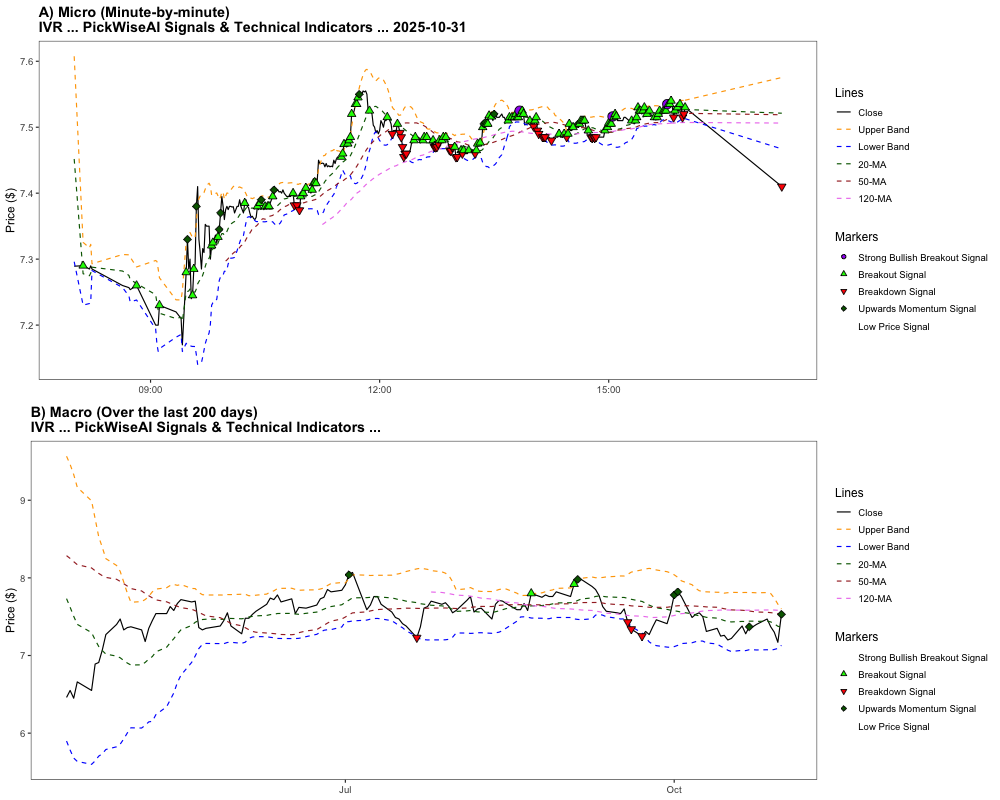 A) Micro (Minute-by-minute)
IVR ... PickWiseAI Signals & Technical Indicators ... 2025-10-31
Price ($)
7.6
7.5
7.4
7.3
7.2
09:00
12:00
15:00
Lines
Close
Upper Band
Lower Band
20-MA
50-MA
120-MA
Markers
Strong Bullish Breakout Signal
Breakout Signal
Breakdown Signal
Upwards Momentum Signal
Low Price Signal
B) Macro (Over the last 200 days)
IVR ... PickWiseAI Signals & Technical Indicators ...
Price ($)
9
8
7
6
Jul
Oct
Lines
Close
Upper Band
Lower Band
20-MA
50-MA
120-MA
Markers
Strong Bullish Breakout Signal
Breakout Signal
Breakdown Signal
Upwards Momentum Signal
Low Price Signal